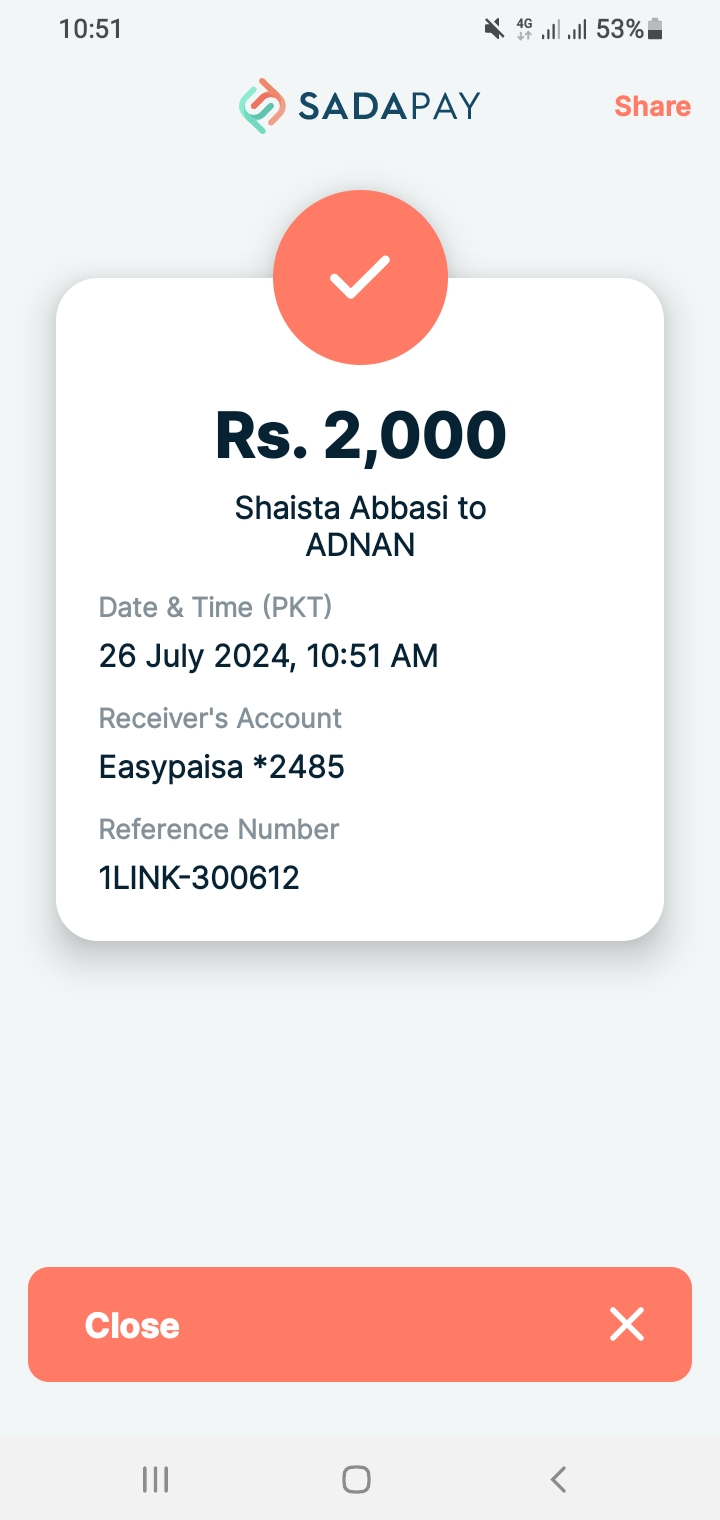 10:51 4G 53%
SADAPAY
Share
Rs. 2,000
Shaista Abbasi to
ADNAN
Date & Time (PKT)
26 July 2024, 10:51 AM
Receiver's Account
Easypaisa *2485
Reference Number
1LINK-300612
Close